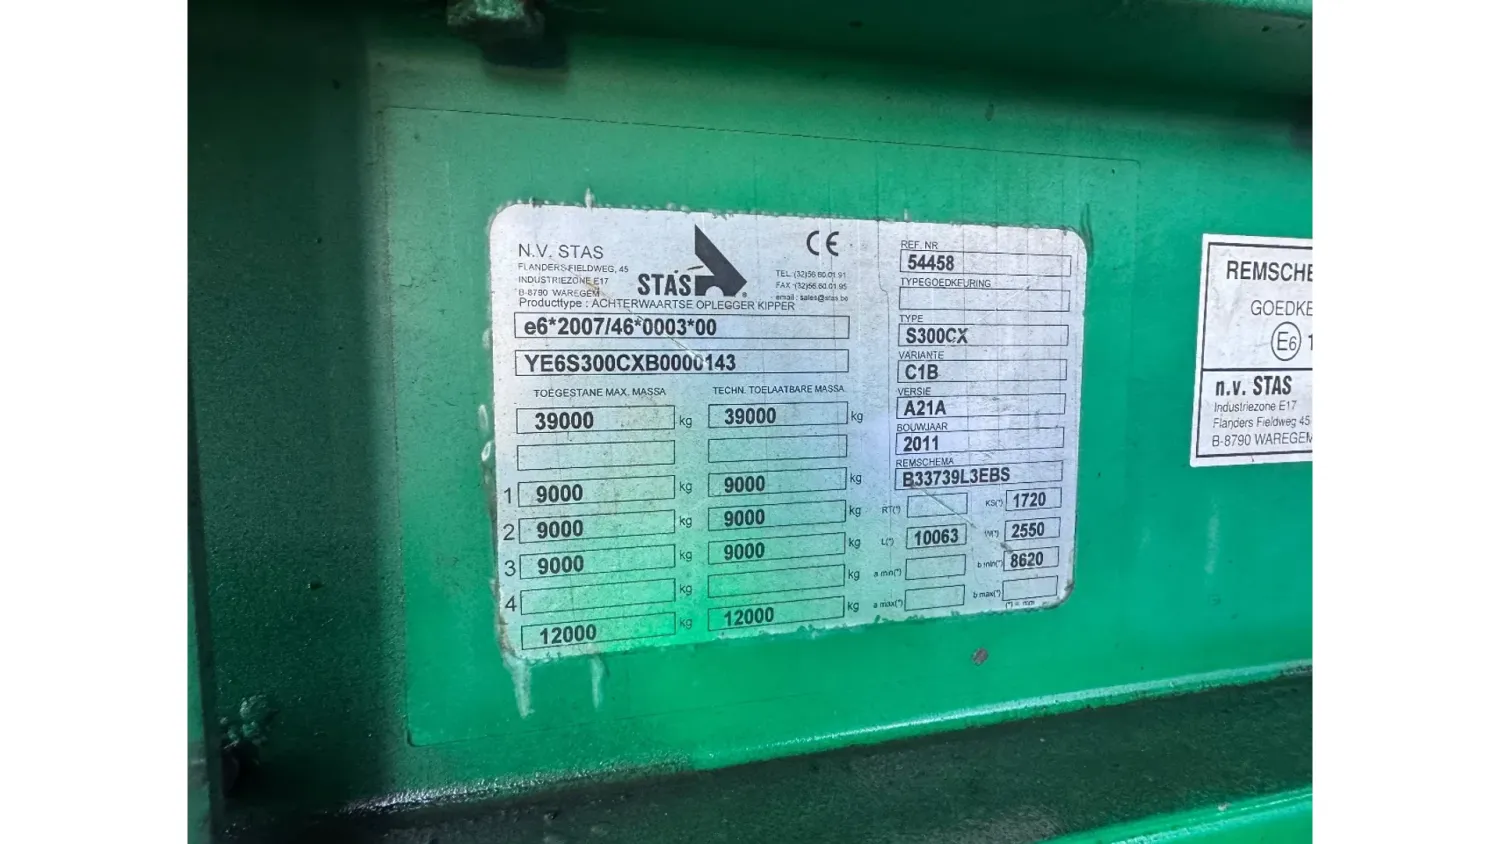 N.V. STAS
FLANDERS-FIELDWEG, 45
INDUSTRIEZONE E17
B-8790 WAREGEM
STAS
®
CE
TEL. (32)56.60.01.91
FAX (32)56.60.01.95
email : sales@stas.be
Producttype : ACHTERWAARTSE OPLEGGER KIPPER
e6*2007/46*0003*00
YE6S300CXB0000143
TOEGESTANE MAX. MASSA TECHN. TOELAATBARE MASSA
39000 kg 39000 kg
1 9000 kg 9000 kg
2 9000 kg 9000 kg
3 9000 kg 9000 kg
4 kg kg
12000 kg 12000 kg
REF. NR
54458
TYPEGOEDKEURING
TYPE
S300CX
VARIANTE
C1B
VERSIE
A21A
BOUWJAAR
2011
REMSCHEMA
B33739L3EBS
RT(*) KS(*) 1720
L(*) 10063 W(*) 2550
a min(*) b min(*) 8620
a max(*) b max(*)
(*) = mm
REMSCHE
GOEDKE
E6 1
n.v. STAS
Industriezone E17
Flanders Fieldweg 45
B-8790 WAREGEM